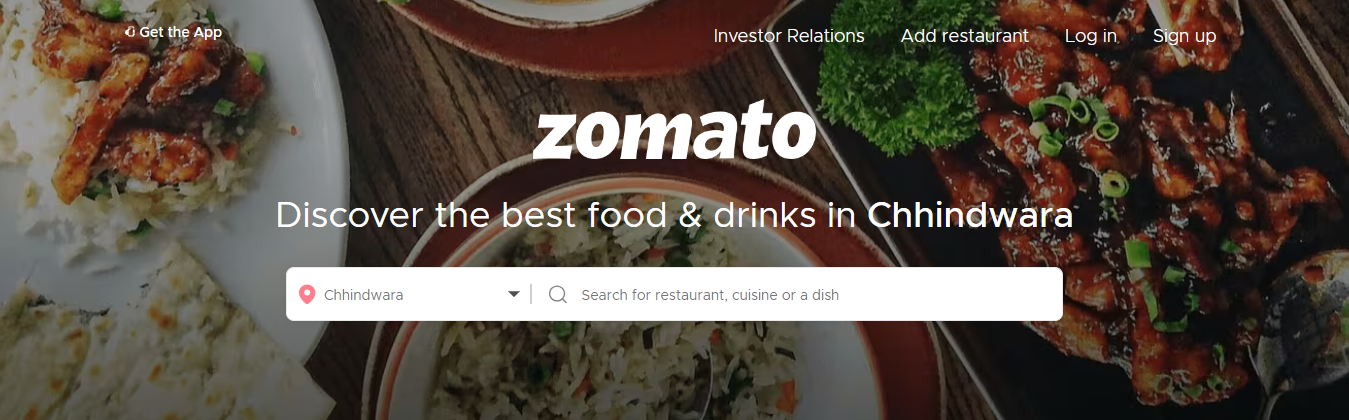 Get the App
Investor Relations Add restaurant Log in Sign up
zomato
Discover the best food & drinks in Chhindwara
Chhindwara Search for restaurant, cuisine or a dish